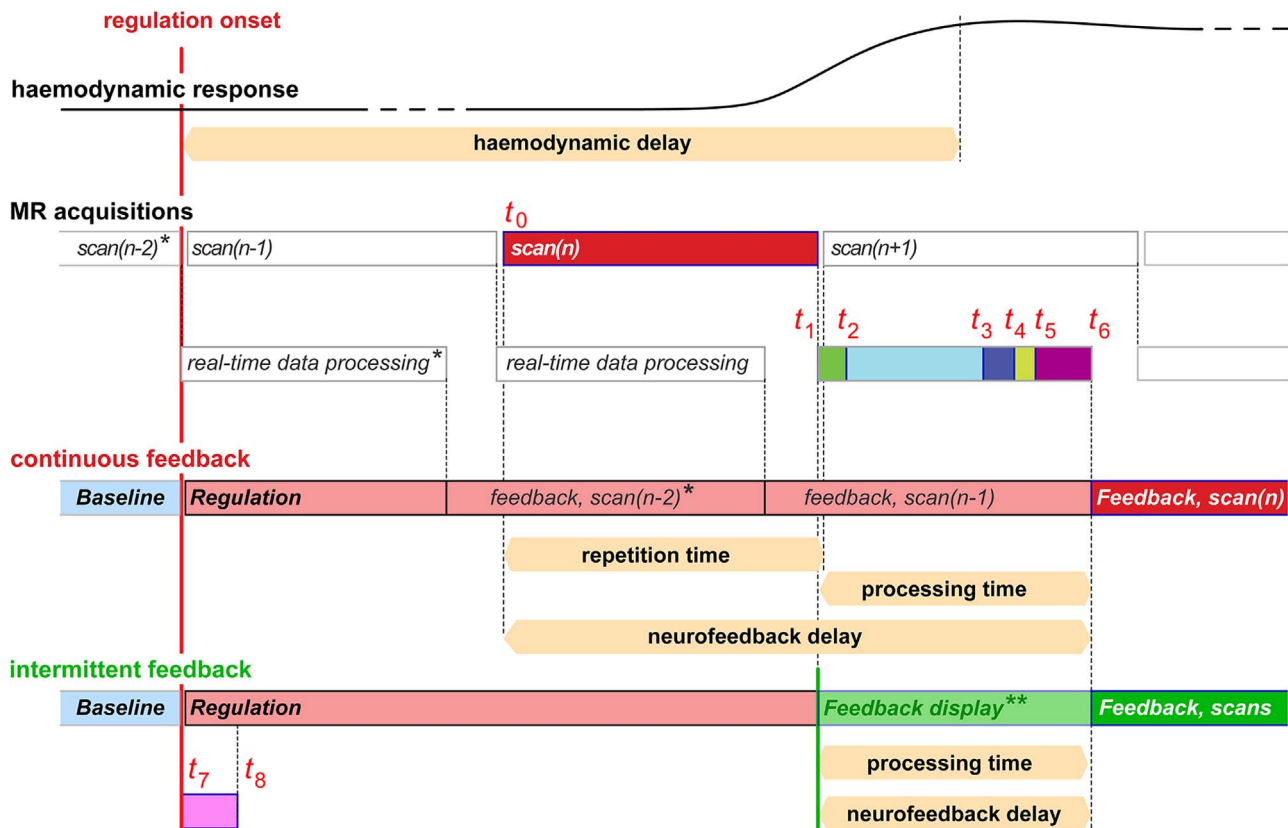 regulation onset
haemodynamic response
haemodynamic delay
MR acquisitions
t0
scan(n-2)* scan(n-1) scan(n) scan(n+1)
t1 t2 t3 t4 t5 t6
real-time data processing* real-time data processing
continuous feedback
Baseline Regulation feedback, scan(n-2)* feedback, scan(n-1) Feedback, scan(n)
repetition time
processing time
neurofeedback delay
intermittent feedback
Baseline Regulation Feedback display** Feedback, scans
processing time
t7 t8
neurofeedback delay